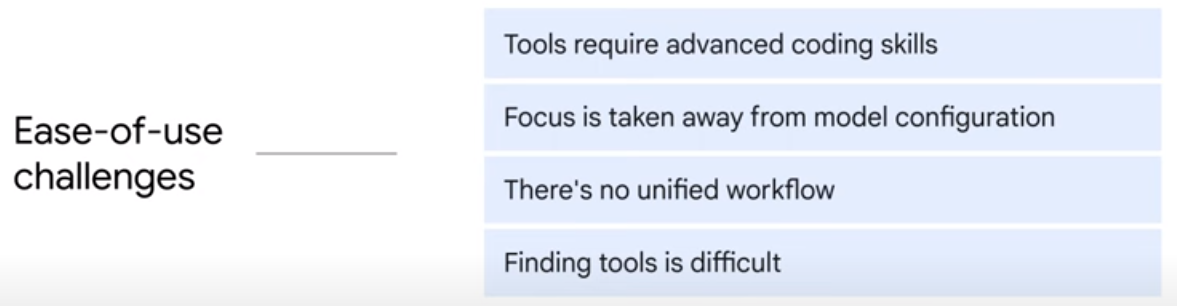 Ease-of-use
challenges
Tools require advanced coding skills
Focus is taken away from model configuration
There's no unified workflow
Finding tools is difficult